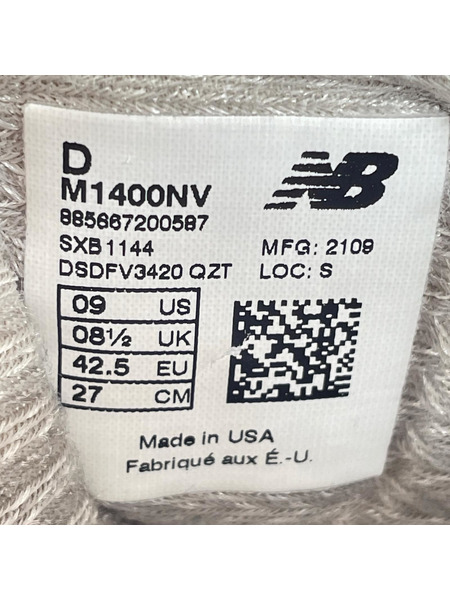 D
NB
M1400NV
885667200587
SXB1144 MFG: 2109
DSDFV3420 QZT LOC: S
09 US
08½ UK
42.5 EU
27 CM
Made in USA
Fabriqué aux É.-U.